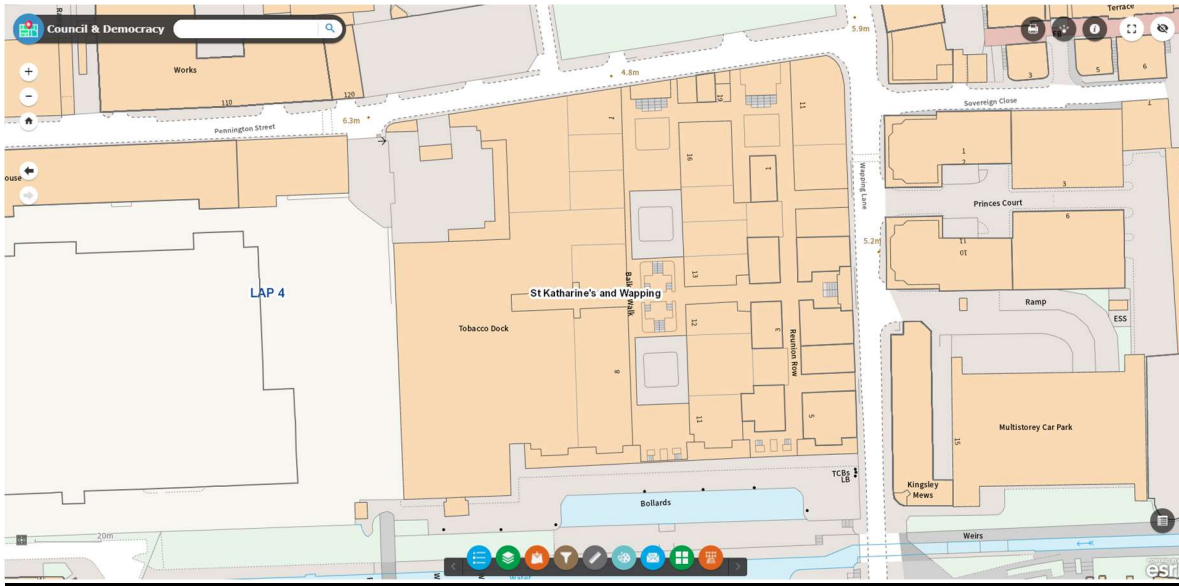 Council & Democracy
Works
110
120
6.3m
Pennington Street
4.8m
5.9m
Terrace
FB
3
5
6
Sovereign Close
1
2
3
Princes Court
6
11
10
Wapping Lane
5.2m
Ramp
ESS
Multistorey Car Park
15
Kingsley
Mews
Weirs
7
19
11
16
1
13
12
3
Reunion Row
8
11
5
LAP 4
St Katharine's and Wapping
Tobacco Dock
TCBs
LB
Bollards
20m
Water
esri